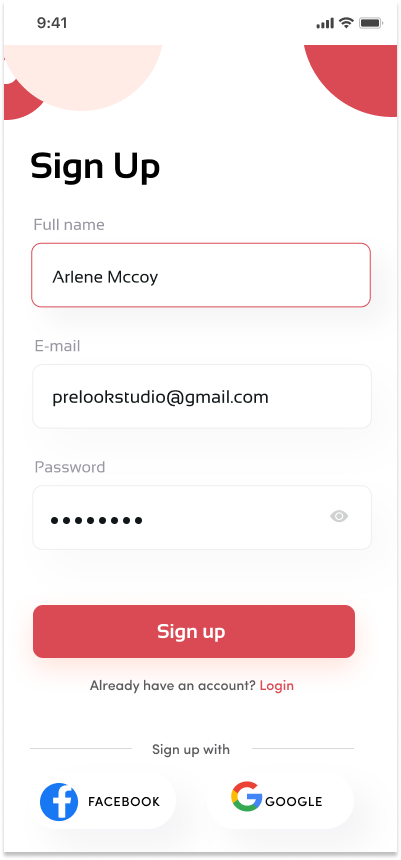 9:41
Sign Up
Full name
Arlene Mccoy
E-mail
prelookstudio@gmail.com
Password
Sign up
Already have an account? Login
Sign up with
FACEBOOK GOOGLE